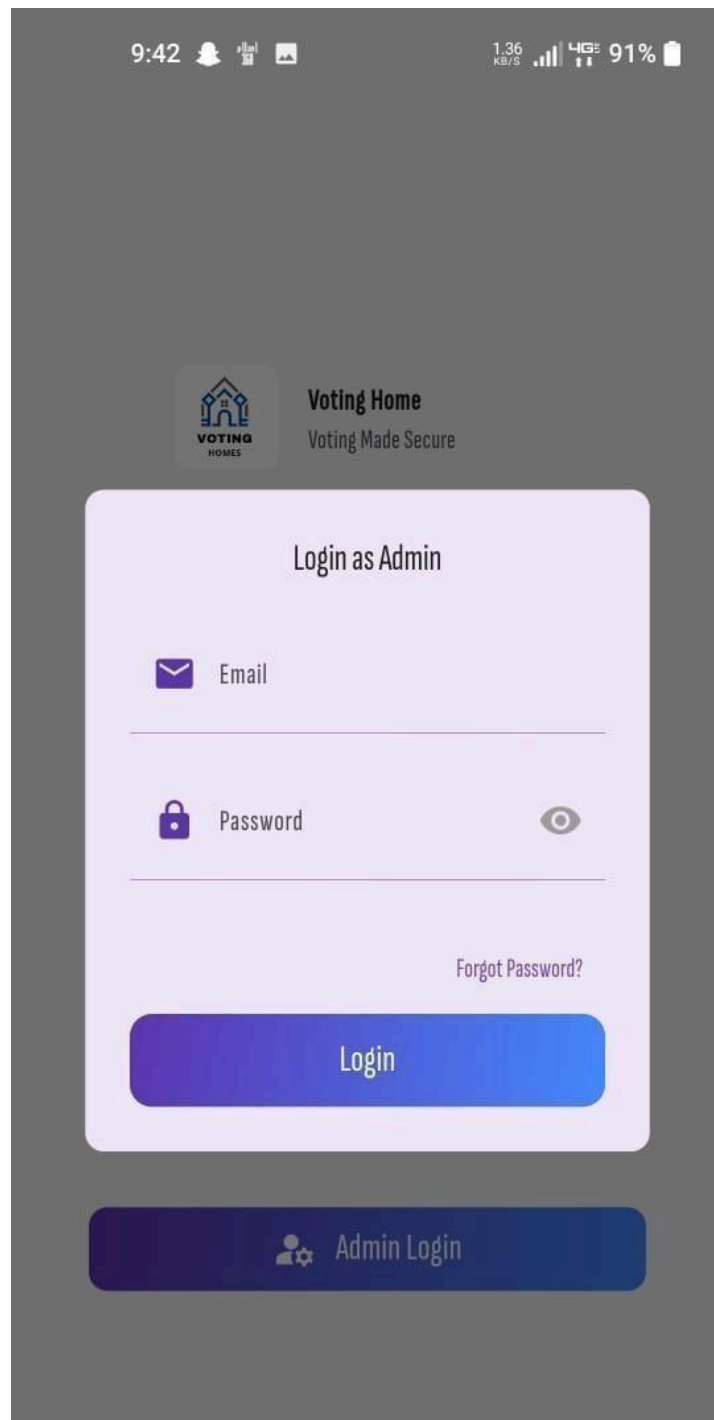 9:42
1.36
KB/S
4G 91%
VOTING
HOMES
Voting Home
Voting Made Secure
Login as Admin
Email
Password
Forgot Password?
Login
Admin Login